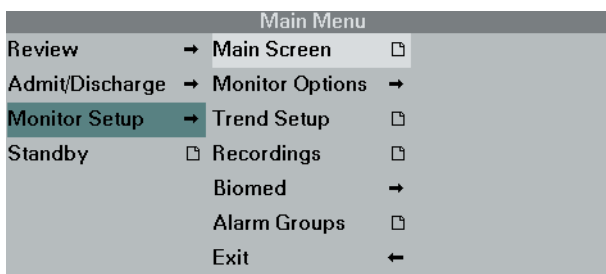 Main Menu
Review → Main Screen
Admit/Discharge → Monitor Options →
Monitor Setup → Trend Setup
Standby Recordings
Biomed →
Alarm Groups
Exit ←